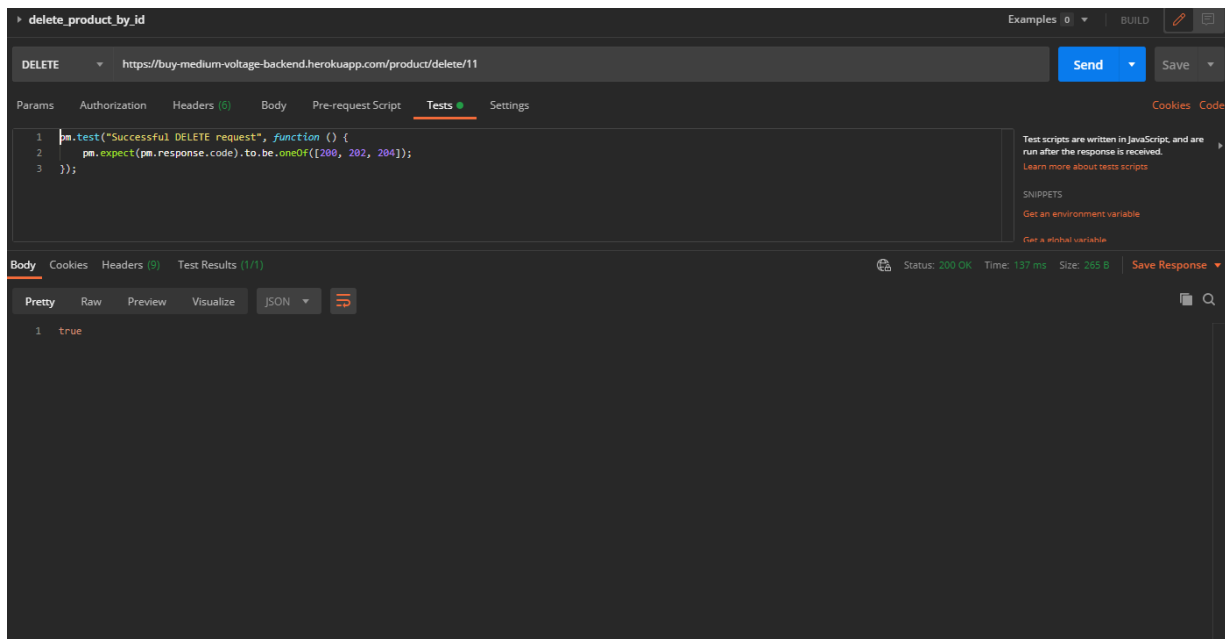 delete_product_by_id Examples 0 BUILD
DELETE https://buy-medium-voltage-backend.herokuapp.com/product/delete/11 Send Save
Params Authorization Headers (6) Body Pre-request Script Tests Settings Cookies Code
1 pm.test("Successful DELETE request", function () {
2 pm.expect(pm.response.code).to.be.oneOf([200, 202, 204]);
3 });
Test scripts are written in JavaScript, and are
run after the response is received.
Learn more about tests scripts
SNIPPETS
Get an environment variable
Get a global variable
Body Cookies Headers (9) Test Results (1/1) Status: 200 OK Time: 137 ms Size: 265 B Save Response
Pretty Raw Preview Visualize JSON
1 true